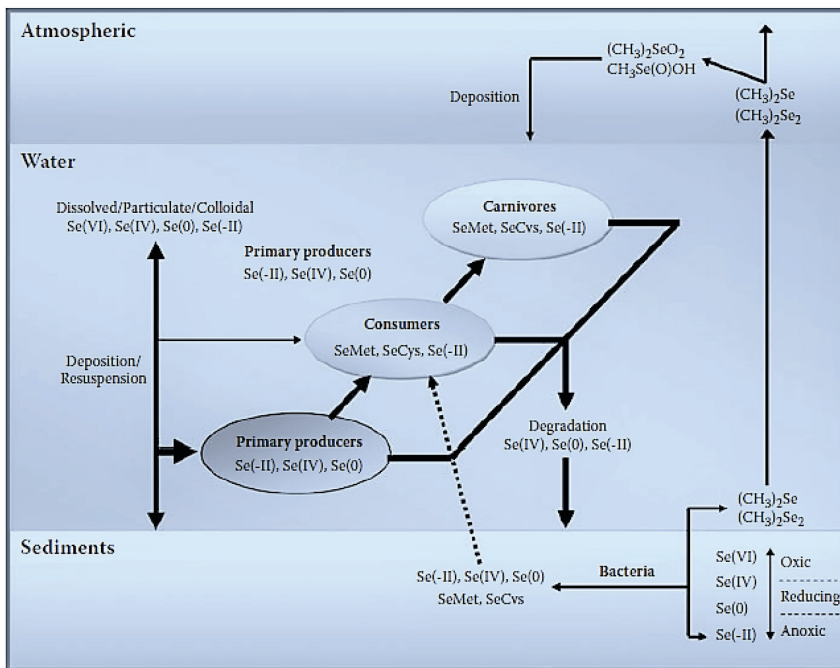 Atmospheric
(CH₃)₂SeO₂
CH₃Se(O)OH
Deposition
(CH₃)₂Se
(CH₃)₂Se₂
Water
Dissolved/Particulate/Colloidal
Se(VI), Se(IV), Se(0), Se(-II)
Carnivores
SeMet, SeCvs, Se(-II)
Primary producers
Se(-II), Se(IV), Se(0)
Consumers
SeMet, SeCys, Se(-II)
Deposition/
Resuspension
Degradation
Se(IV), Se(0), Se(-II)
Primary producers
Se(-II), Se(IV), Se(0)
(CH₃)₂Se
(CH₃)₂Se₂
Sediments
Se(-II), Se(IV), Se(0)
SeMet, SeCvs
Bacteria
Se(VI)
Oxic
Se(IV)
Reducing
Se(0)
Se(-II)
Anoxic